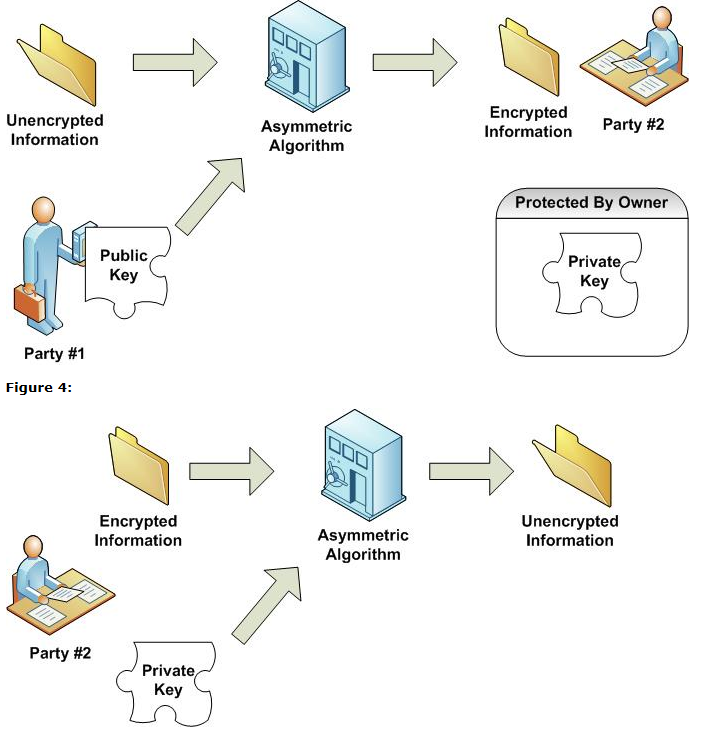 Unencrypted
Information
Asymmetric
Algorithm
Encrypted
Information
Party #2
Public
Key
Party #1
Protected By Owner
Private
Key
Figure 4:
Encrypted
Information
Asymmetric
Algorithm
Unencrypted
Information
Party #2
Private
Key